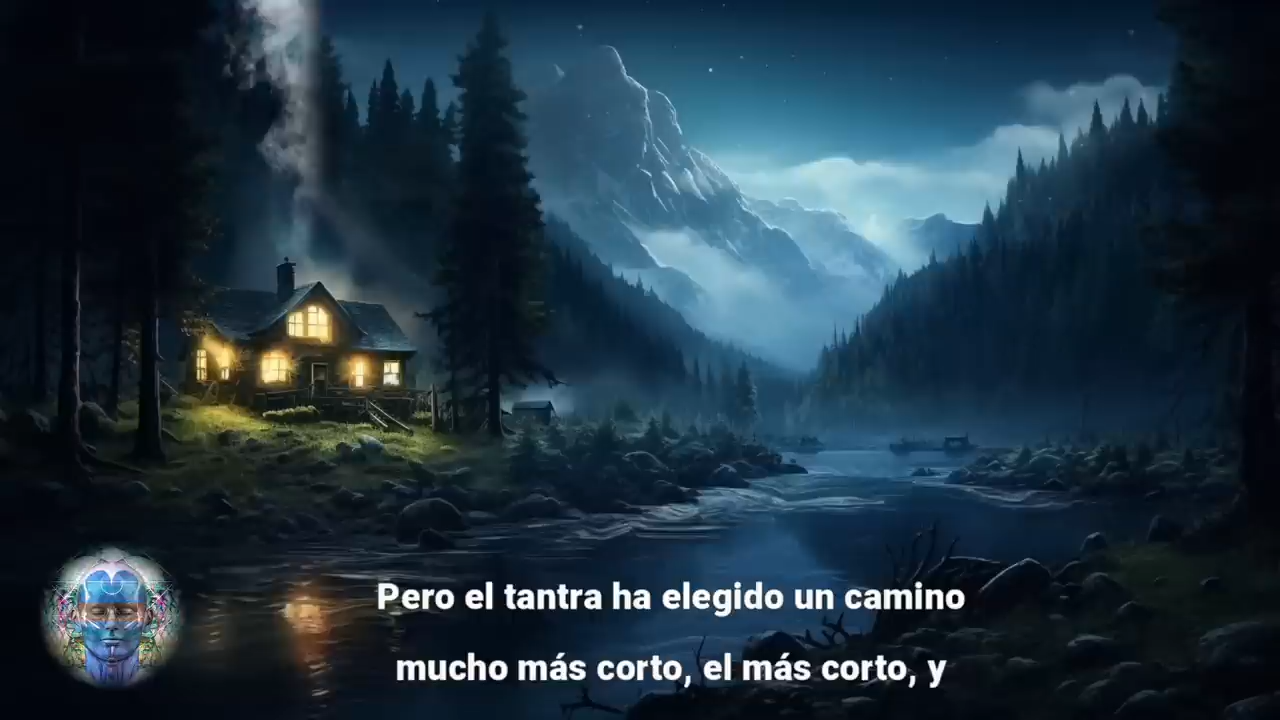 Pero el tantra ha elegido un camino
mucho más corto, el más corto, y